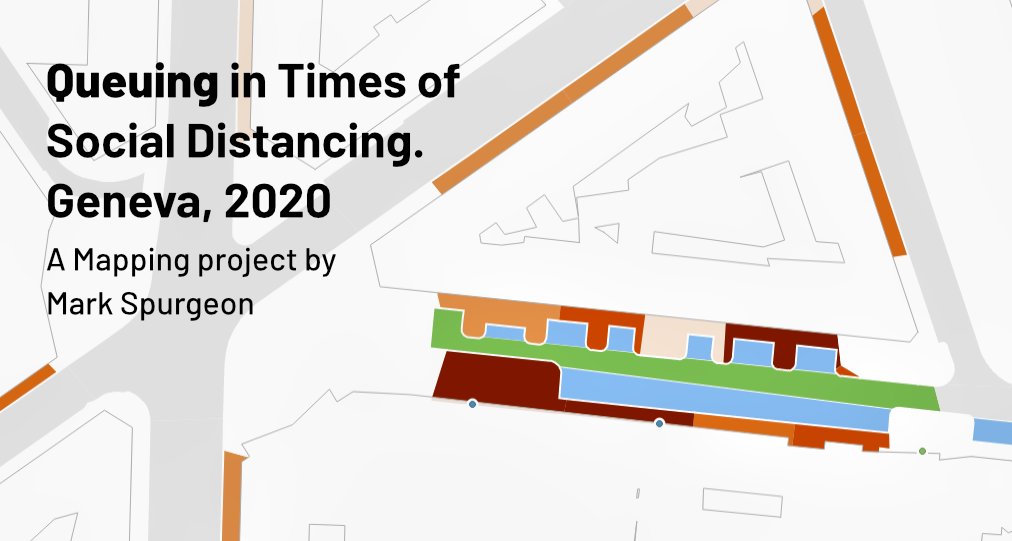 Queuing in Times of
Social Distancing.
Geneva, 2020
A Mapping project by
Mark Spurgeon